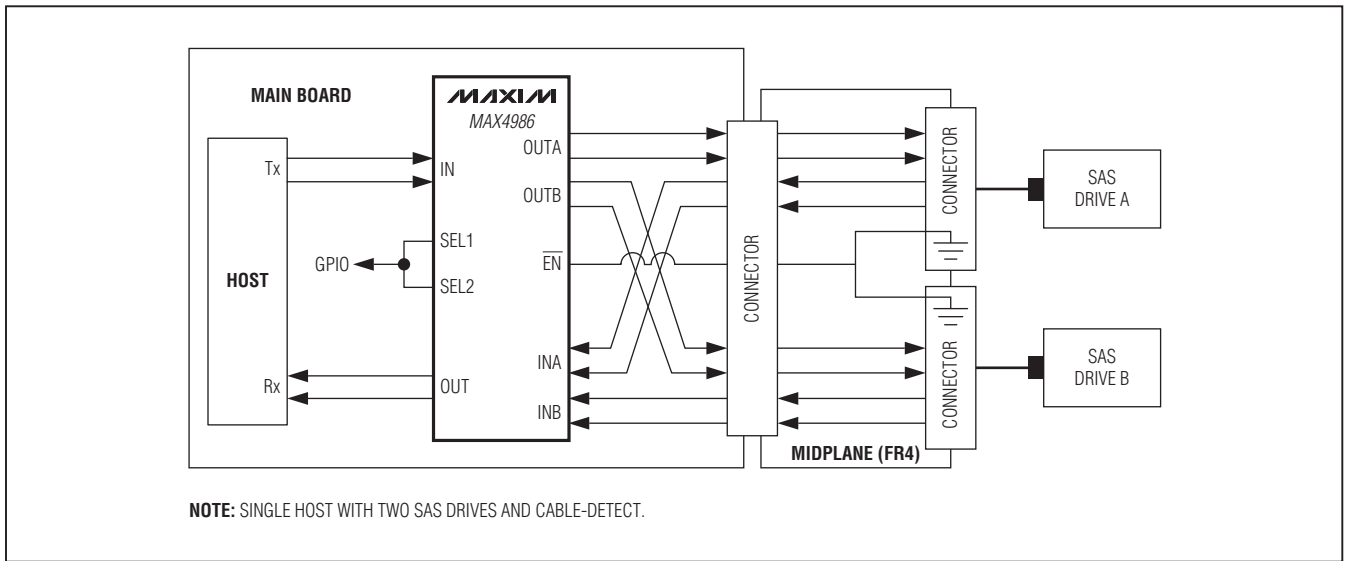 MAIN BOARD
MAXIM
MAX4986
HOST
Tx
Rx
GPIO
IN
SEL1
SEL2
OUT
OUTA
OUTB
EN
INA
INB
CONNECTOR
CONNECTOR
CONNECTOR
MIDPLANE (FR4)
SAS
DRIVE A
SAS
DRIVE B
NOTE: SINGLE HOST WITH TWO SAS DRIVES AND CABLE-DETECT.